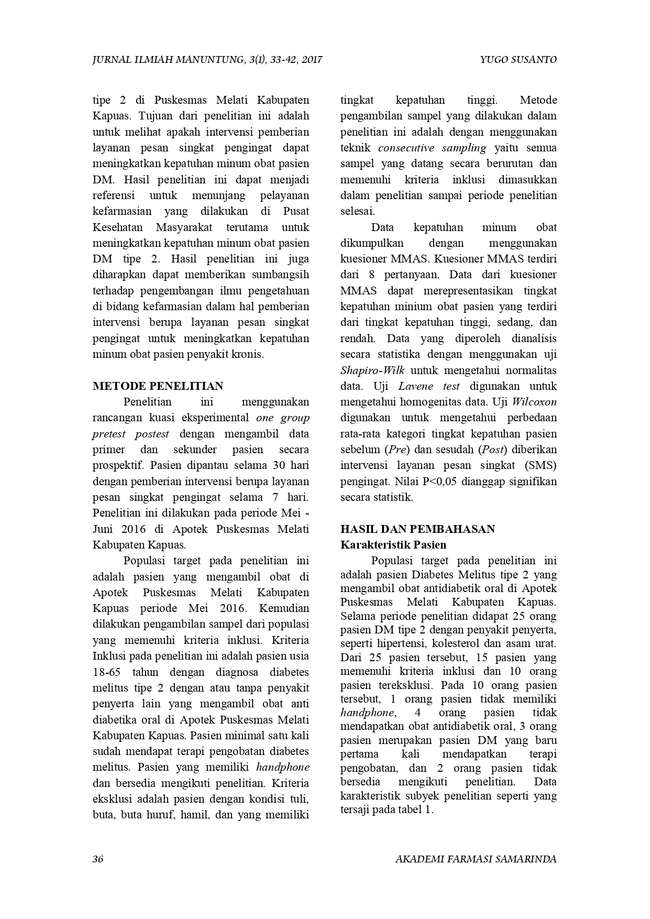 JURNAL ILMIAH MANUNTUNG, 3(1), 33-42, 2017
YUGO SUSANTO
tipe 2 di Puskesmas Melati Kabupaten
Kapuas. Tujuan dari penelitian ini adalah
untuk melihat apakah intervensi pemberian
layanan pesan singkat pengingat dapat
meningkatkan kepatuhan minum obat pasien
DM. Hasil penelitian ini dapat menjadi
referensi untuk menunjang pelayanan
kefarmasian yang dilakukan di Pusat
Kesehatan Masyarakat terutama untuk
meningkatkan kepatuhan minum obat pasien
DM tipe 2. Hasil penelitian ini juga
diharapkan dapat memberikan sumbangsih
terhadap pengembangan ilmu pengetahuan
di bidang kefarmasian dalam hal pemberian
intervensi berupa layanan pesan singkat
pengingat untuk meningkatkan kepatuhan
minum obat pasien penyakit kronis.
METODE PENELITIAN
Penelitian ini menggunakan
rancangan kuasi eksperimental one group
pretest postest dengan mengambil data
primer dan sekunder pasien secara
prospektif. Pasien dipantau selama 30 hari
dengan pemberian intervensi berupa layanan
pesan singkat pengingat selama 7 hari.
Penelitian ini dilakukan pada periode Mei -
Juni 2016 di Apotek Puskesmas Melati
Kabupaten Kapuas.
Populasi target pada penelitian ini
adalah pasien yang mengambil obat di
Apotek Puskesmas Melati Kabupaten
Kapuas periode Mei 2016. Kemudian
dilakukan pengambilan sampel dari populasi
yang memenuhi kriteria inklusi. Kriteria
Inklusi pada penelitian ini adalah pasien usia
18-65 tahun dengan diagnosa diabetes
melitus tipe 2 dengan atau tanpa penyakit
penyerta lain yang mengambil obat anti
diabetika oral di Apotek Puskesmas Melati
Kabupaten Kapuas. Pasien minimal satu kali
sudah mendapat terapi pengobatan diabetes
melitus. Pasien yang memiliki handphone
dan bersedia mengikuti penelitian. Kriteria
eksklusi adalah pasien dengan kondisi tuli,
buta, buta huruf, hamil, dan yang memiliki
tingkat kepatuhan tinggi. Metode
pengambilan sampel yang dilakukan dalam
penelitian ini adalah dengan menggunakan
teknik consecutive sampling yaitu semua
sampel yang datang secara berurutan dan
memenuhi kriteria inklusi dimasukkan
dalam penelitian sampai periode penelitian
selesai.
Data kepatuhan minum obat
dikumpulkan dengan menggunakan
kuesioner MMAS. Kuesioner MMAS terdiri
dari 8 pertanyaan. Data dari kuesioner
MMAS dapat merepresentasikan tingkat
kepatuhan minium obat pasien yang terdiri
dari tingkat kepatuhan tinggi, sedang, dan
rendah. Data yang diperoleh dianalisis
secara statistika dengan menggunakan uji
Shapiro-Wilk untuk mengetahui normalitas
data. Uji Lavene test digunakan untuk
mengetahui homogenitas data. Uji Wilcoxon
digunakan untuk mengetahui perbedaan
rata-rata kategori tingkat kepatuhan pasien
sebelum (Pre) dan sesudah (Post) diberikan
intervensi layanan pesan singkat (SMS)
pengingat. Nilai P<0,05 dianggap signifikan
secara statistik.
HASIL DAN PEMBAHASAN
Karakteristik Pasien
Populasi target pada penelitian ini
adalah pasien Diabetes Melitus tipe 2 yang
mengambil obat antidiabetik oral di Apotek
Puskesmas Melati Kabupaten Kapuas.
Selama periode penelitian didapat 25 orang
pasien DM tipe 2 dengan penyakit penyerta,
seperti hipertensi, kolesterol dan asam urat.
Dari 25 pasien tersebut, 15 pasien yang
memenuhi kriteria inklusi dan 10 orang
pasien tereksklusi. Pada 10 orang pasien
tersebut, 1 orang pasien tidak memiliki
handphone, 4 orang pasien tidak
mendapatkan obat antidiabetik oral, 3 orang
pasien merupakan pasien DM yang baru
pertama kali mendapatkan terapi
pengobatan, dan 2 orang pasien tidak
bersedia mengikuti penelitian. Data
karakteristik subyek penelitian seperti yang
tersaji pada tabel 1.
36
AKADEMI FARMASI SAMARINDA